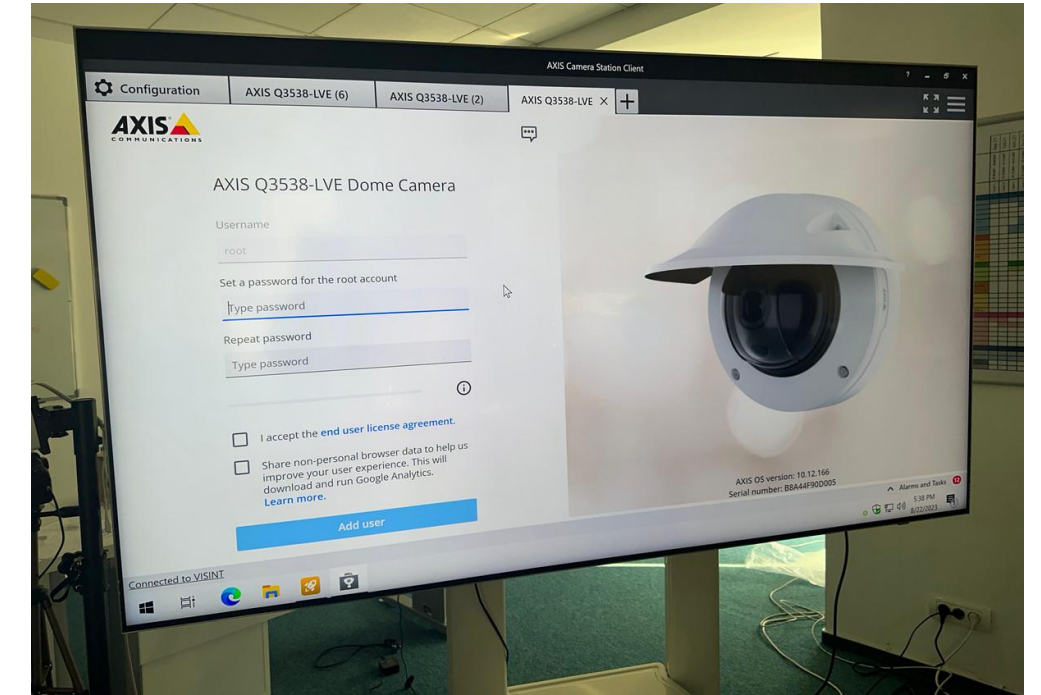 AXIS Camera Station Client
Configuration
AXIS Q3538-LVE (6)
AXIS Q3538-LVE (2)
AXIS Q3538-LVE
AXIS
COMMUNICATIONS
AXIS Q3538-LVE Dome Camera
Username
root
Set a password for the root account
Type password
Repeat password
Type password
I accept the end user license agreement.
Share non-personal browser data to help us
improve your user experience. This will
download and run Google Analytics.
Learn more.
Add user
AXIS OS version: 10.12.166
Serial number: B8A44F90D005
Alarms and Tasks 12
5:38 PM
8/22/2023
Connected to VISINT